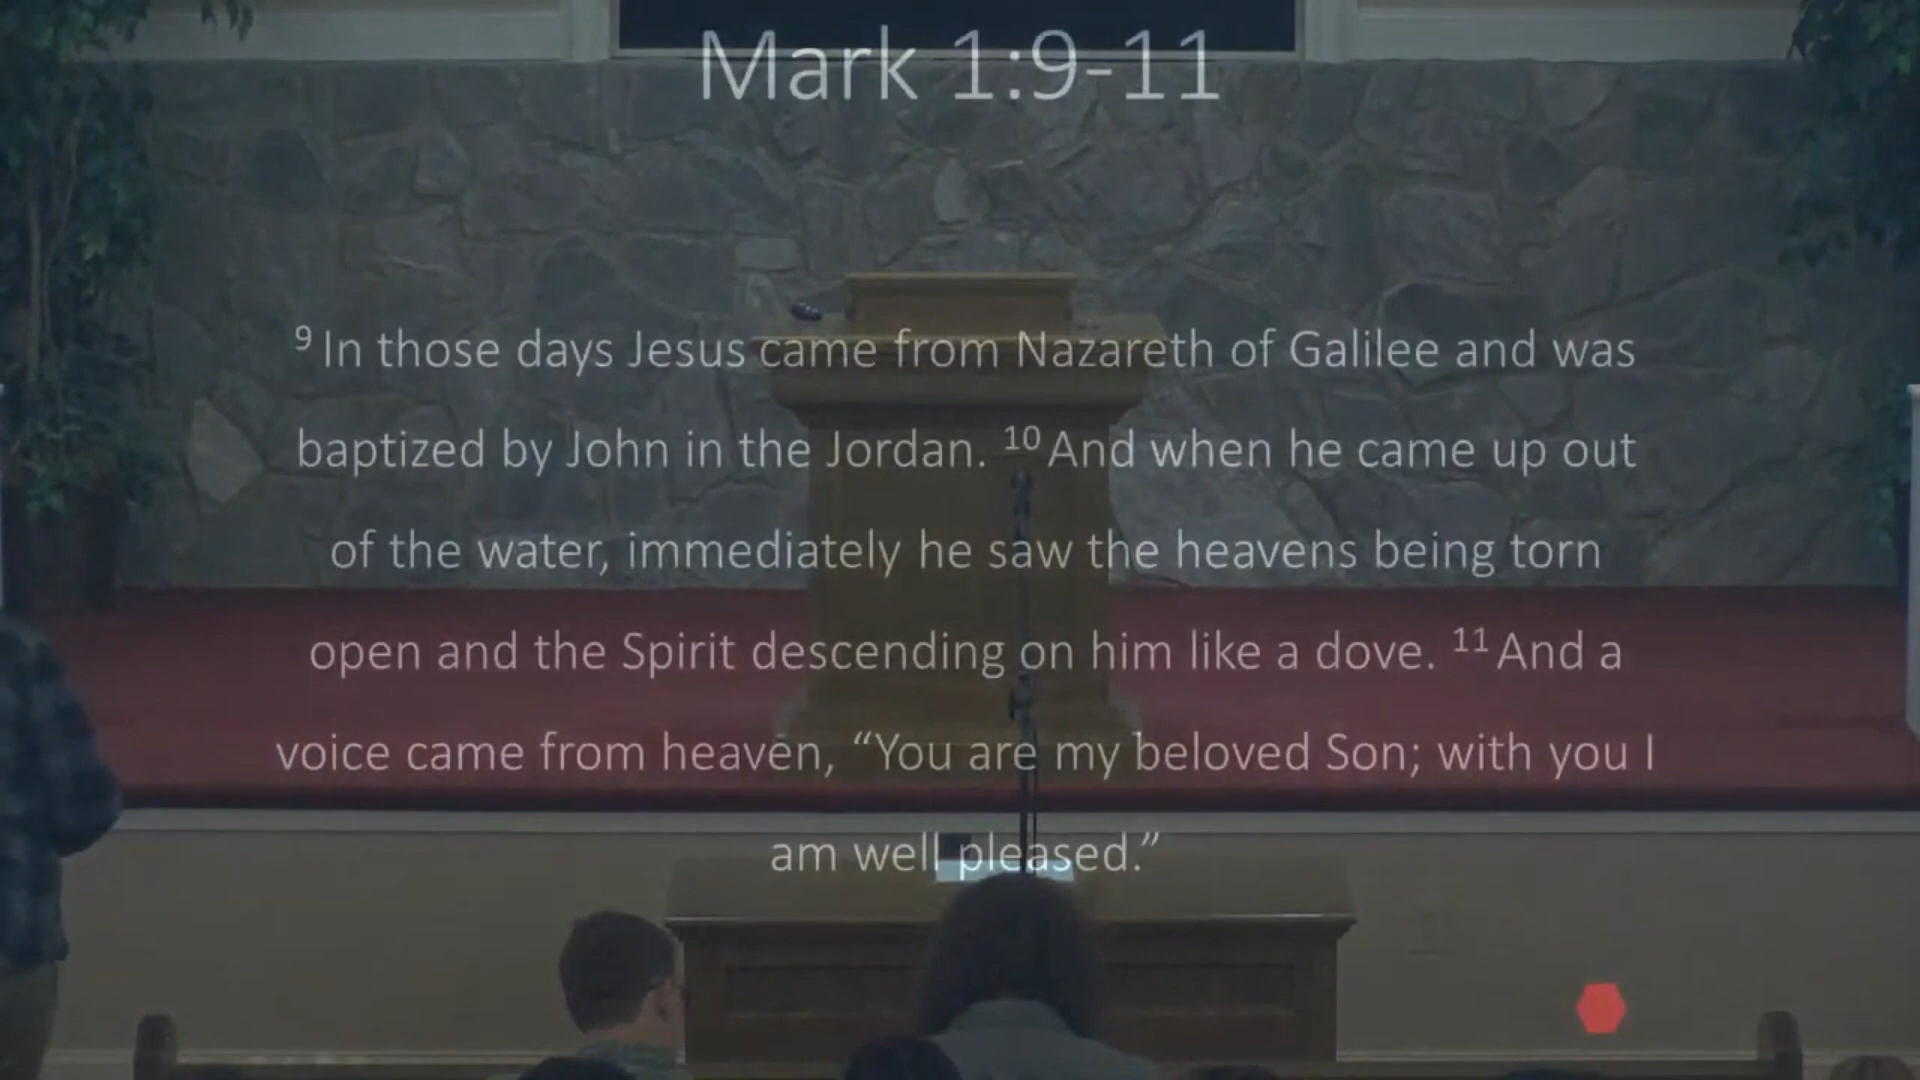 Mark 1:9-11
9 In those days Jesus came from Nazareth of Galilee and was
baptized by John in the Jordan. 10 And when he came up out
of the water, immediately he saw the heavens being torn
open and the Spirit descending on him like a dove. 11 And a
voice came from heaven, “You are my beloved Son; with you I
am well pleased.”